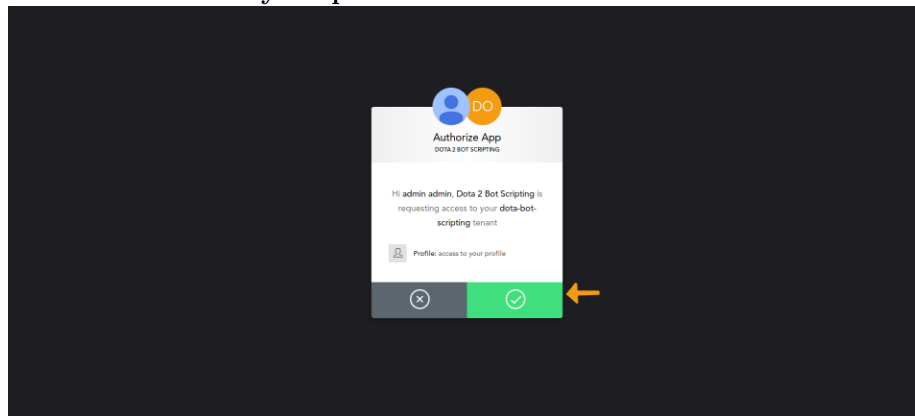 DO
Authorize App
DOTA 2 BOT SCRIPTING
Hi admin admin, Dota 2 Bot Scripting is
requesting access to your dota-bot-
scripting tenant
Profile: access to your profile